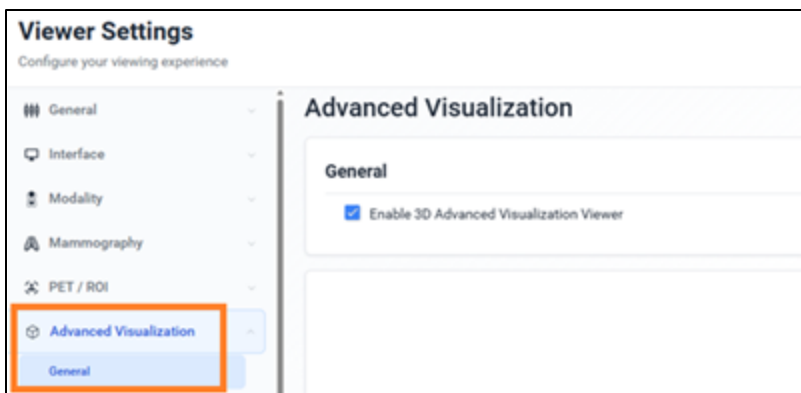 Viewer Settings
Configure your viewing experience
General
Interface
Modality
Mammography
PET / ROI
Advanced Visualization
General
Advanced Visualization
General
Enable 3D Advanced Visualization Viewer